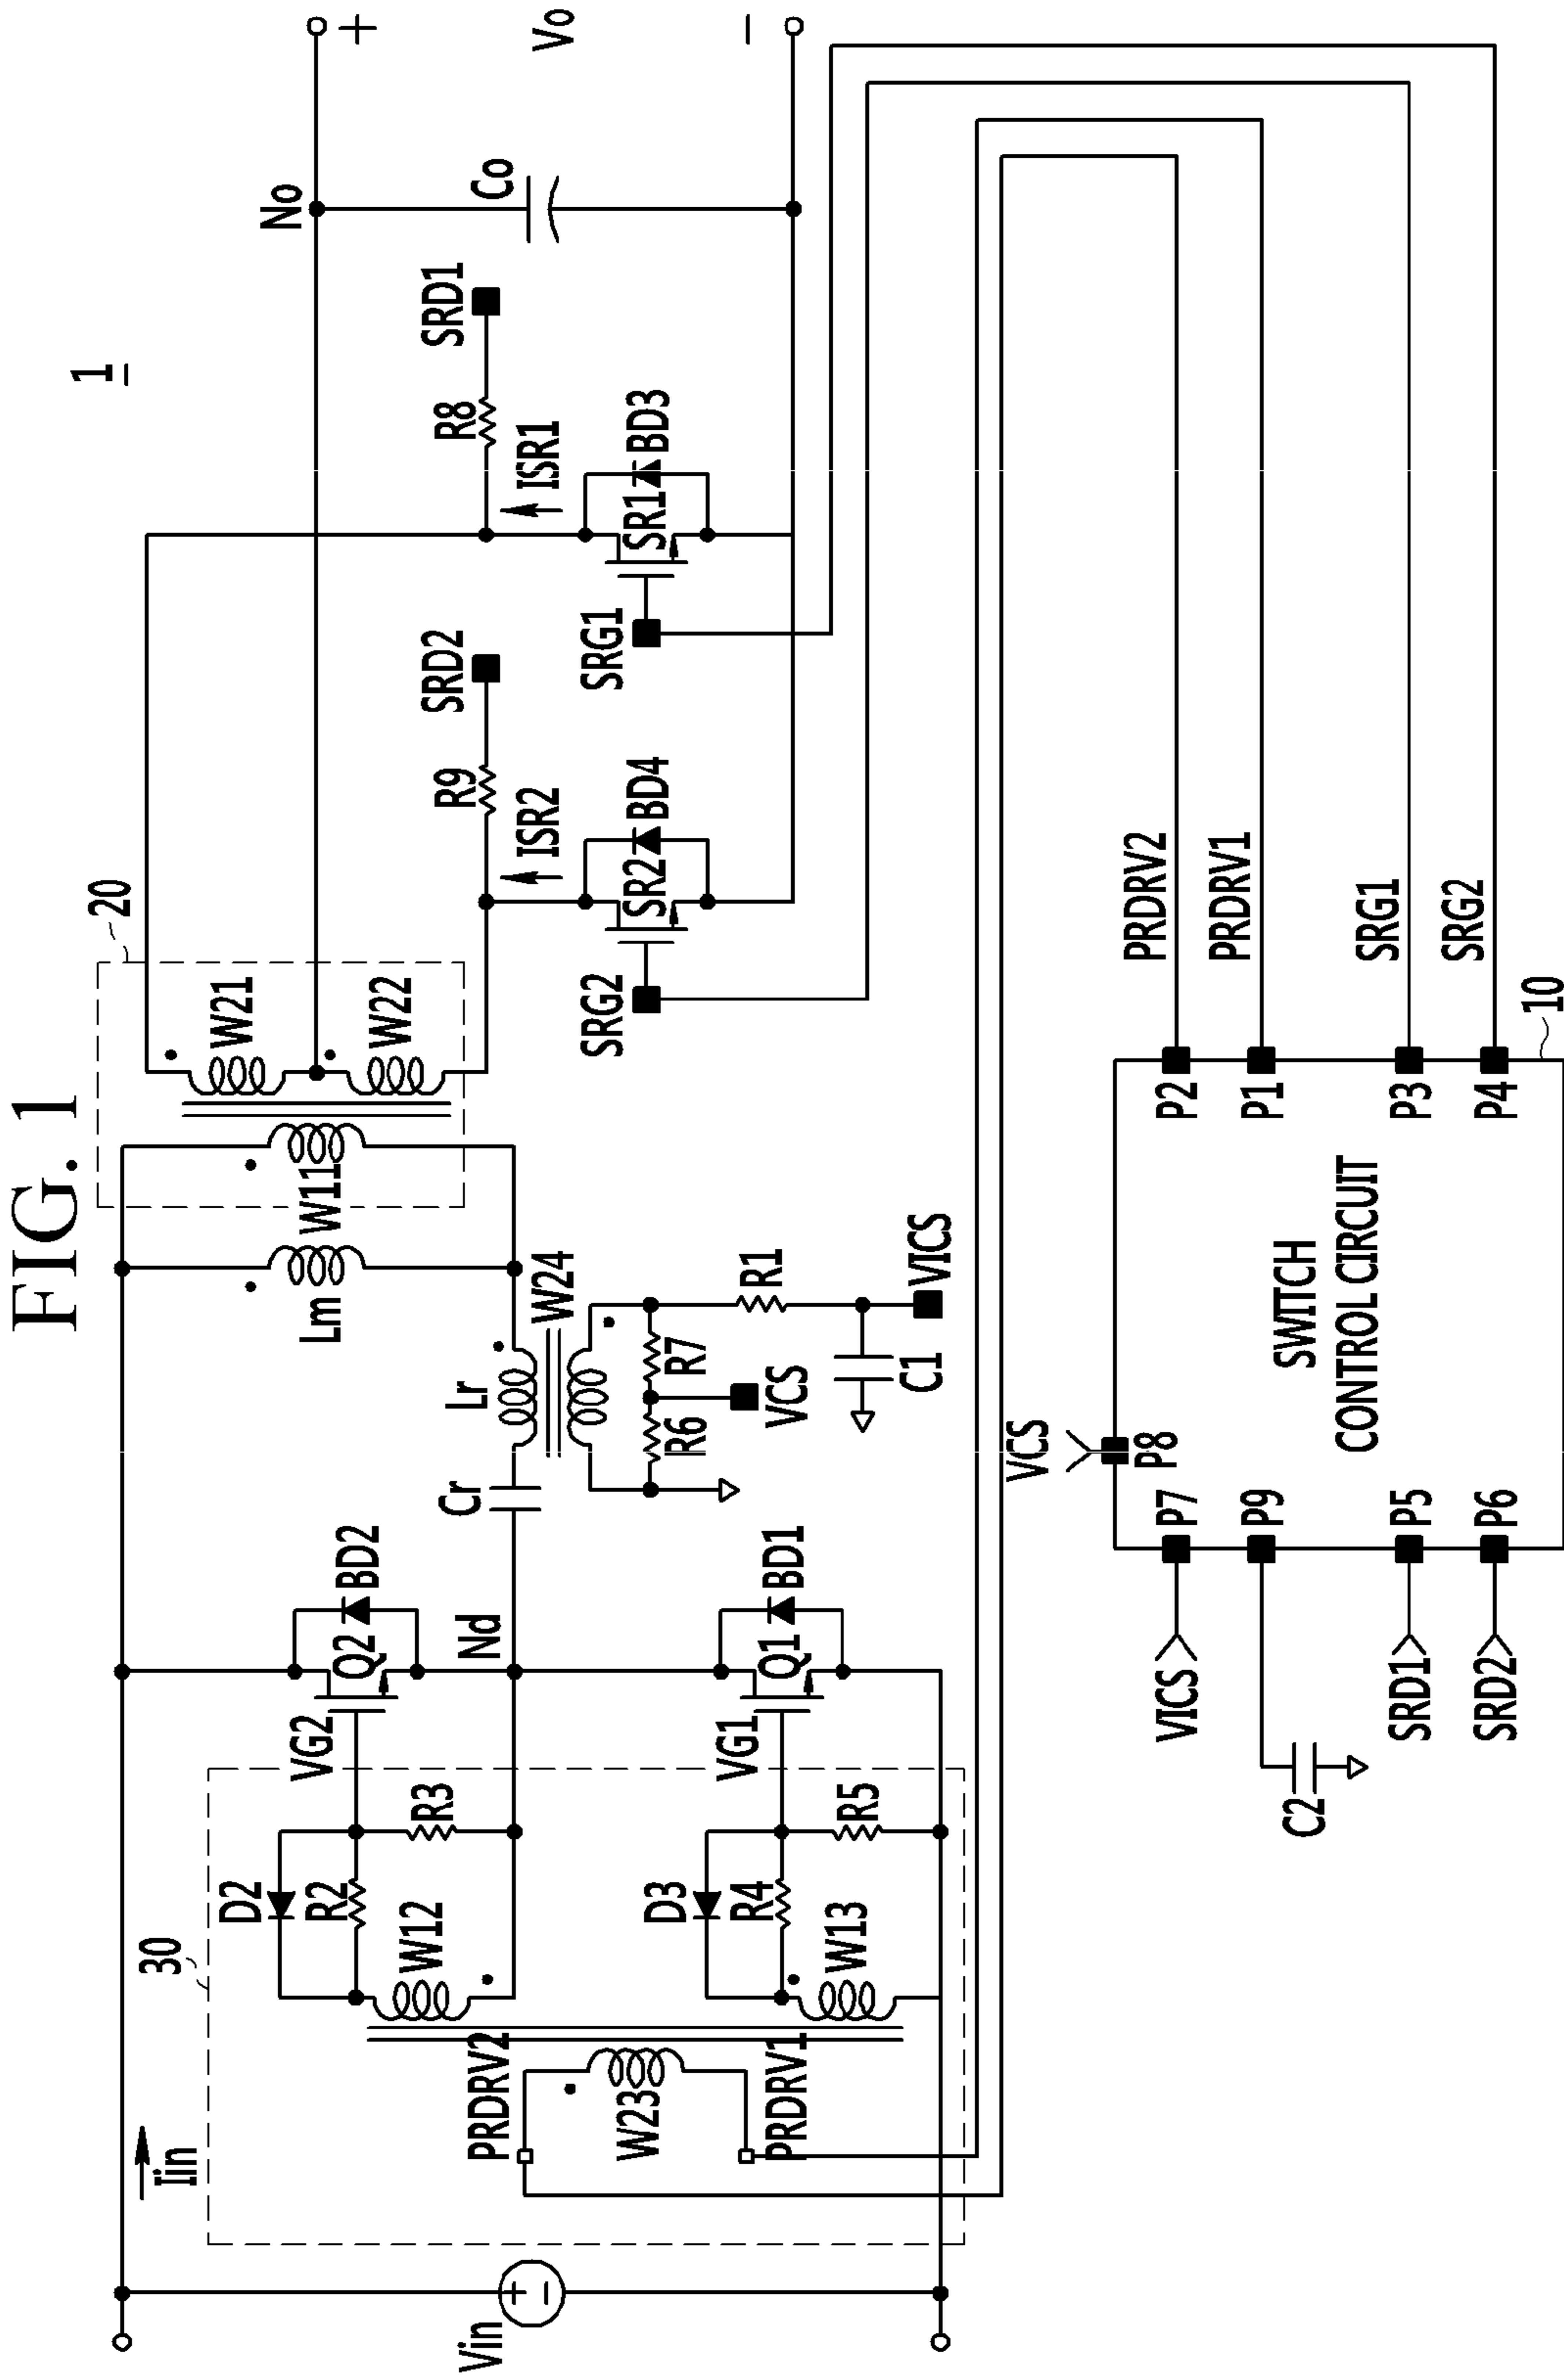 FIG. 1
1
20
30
Iin
Vin
D2
R2
R3
W12
VG2
Q2
BD2
Nd
PRDRV2
W23
PRDRV1
D3
R4
R5
W13
VG1
Q1
BD1
Cr
Lr
W24
Lm
W11
W21
W22
R6
R7
VCS
R1
C1
VICS
R9
SRD2
ISR2
SRG2
SR2
BD4
R8
SRD1
ISR1
SRG1
SR1
BD3
No
Co
+
Vo
−
VCS
P8
VICS
P7
P2
PRDRV2
C2
P9
P1
PRDRV1
SWITCH
CONTROL CIRCUIT
SRD1
P5
P3
SRG1
SRD2
P6
P4
SRG2
10